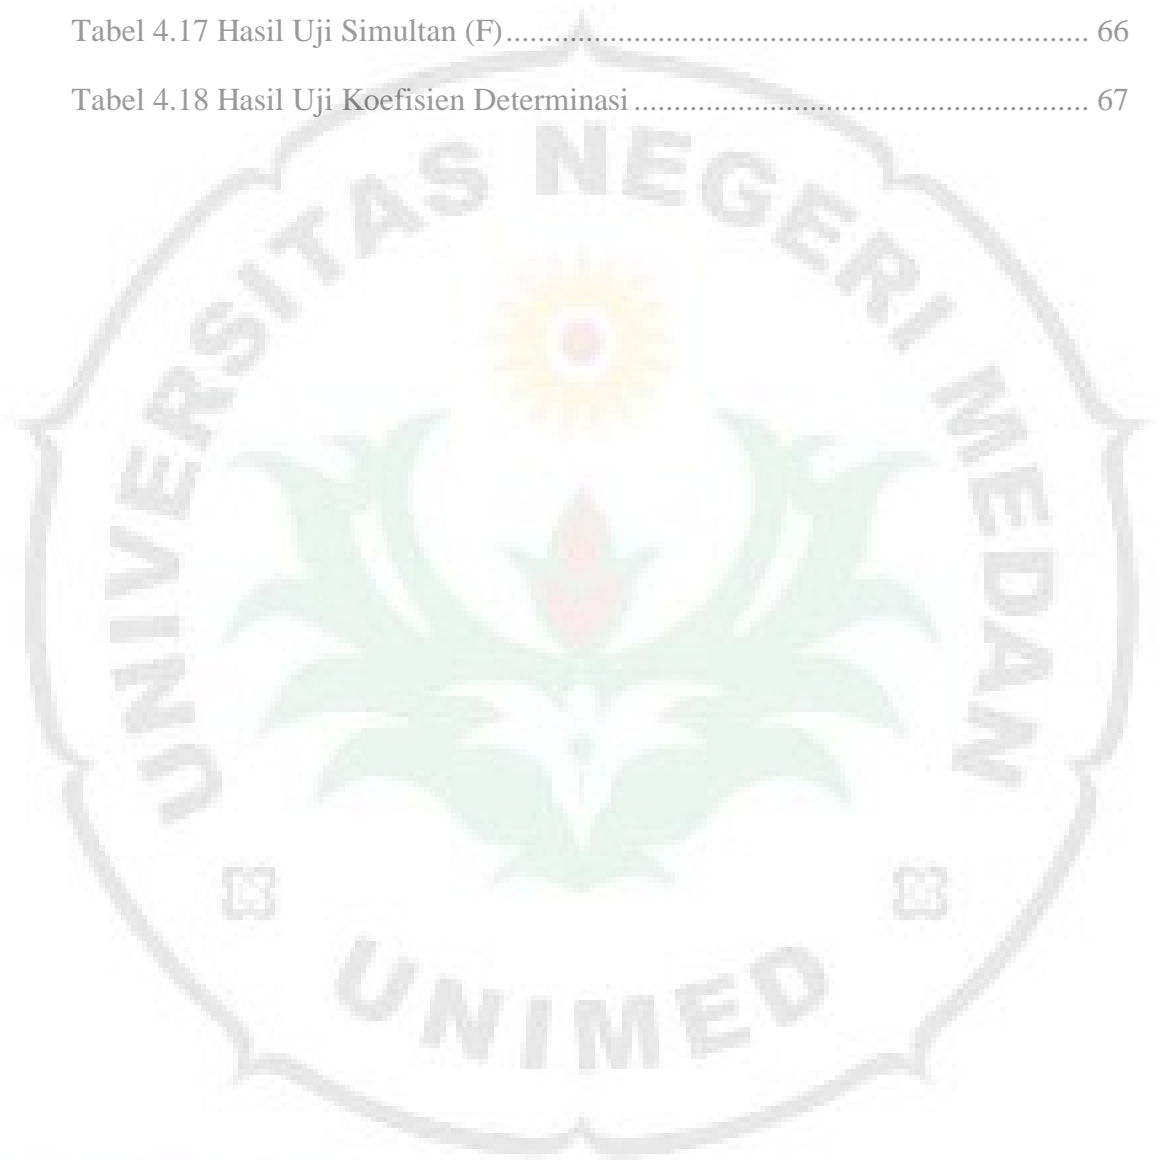 Tabel 4.17 Hasil Uji Simultan (F)........................................................................ 66
Tabel 4.18 Hasil Uji Koefisien Determinasi........................................................ 67
UNIVERSITAS NEGERI MEDAN
UNIMED